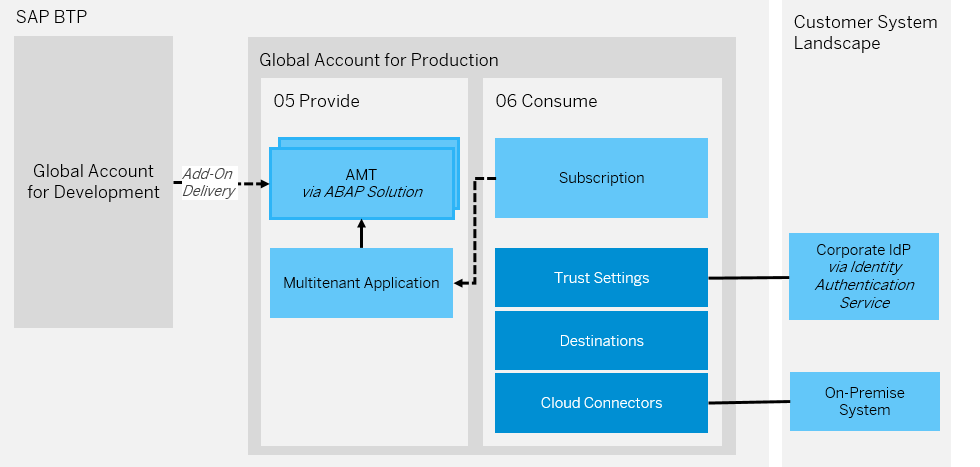 SAP BTP
Customer System
Landscape
Global Account for Production
05 Provide
06 Consume
Global Account
for Development
Add-On
Delivery
AMT
via ABAP Solution
Multitenant Application
Subscription
Trust Settings
Destinations
Cloud Connectors
Corporate IdP
via Identity
Authentication
Service
On-Premise
System